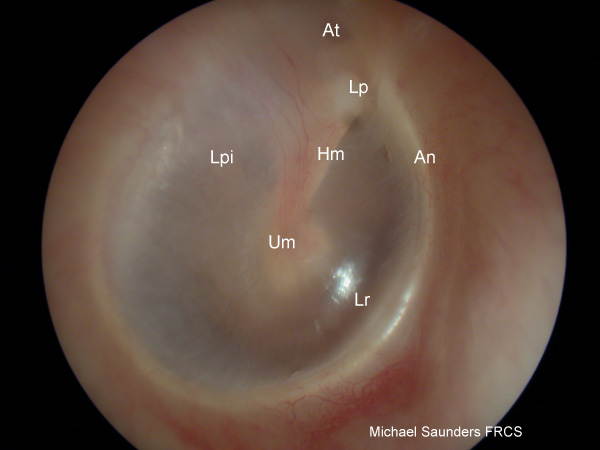 At
Lp
Lpi
Hm
An
Um
Lr
Michael Saunders FRCS